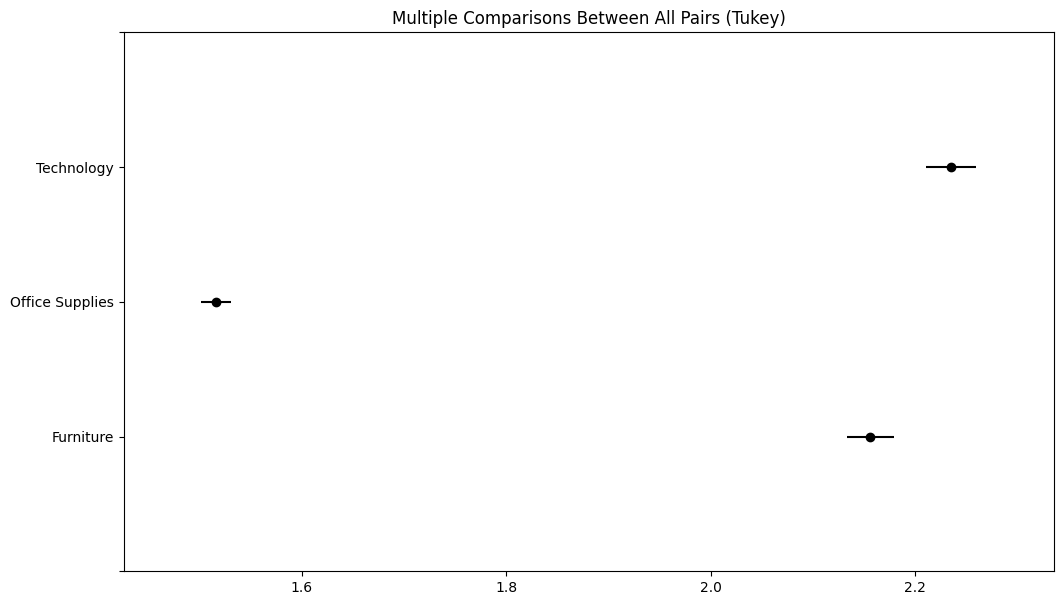 Multiple Comparisons Between All Pairs (Tukey)
Technology
Office Supplies
Furniture
1.6 1.8 2.0 2.2